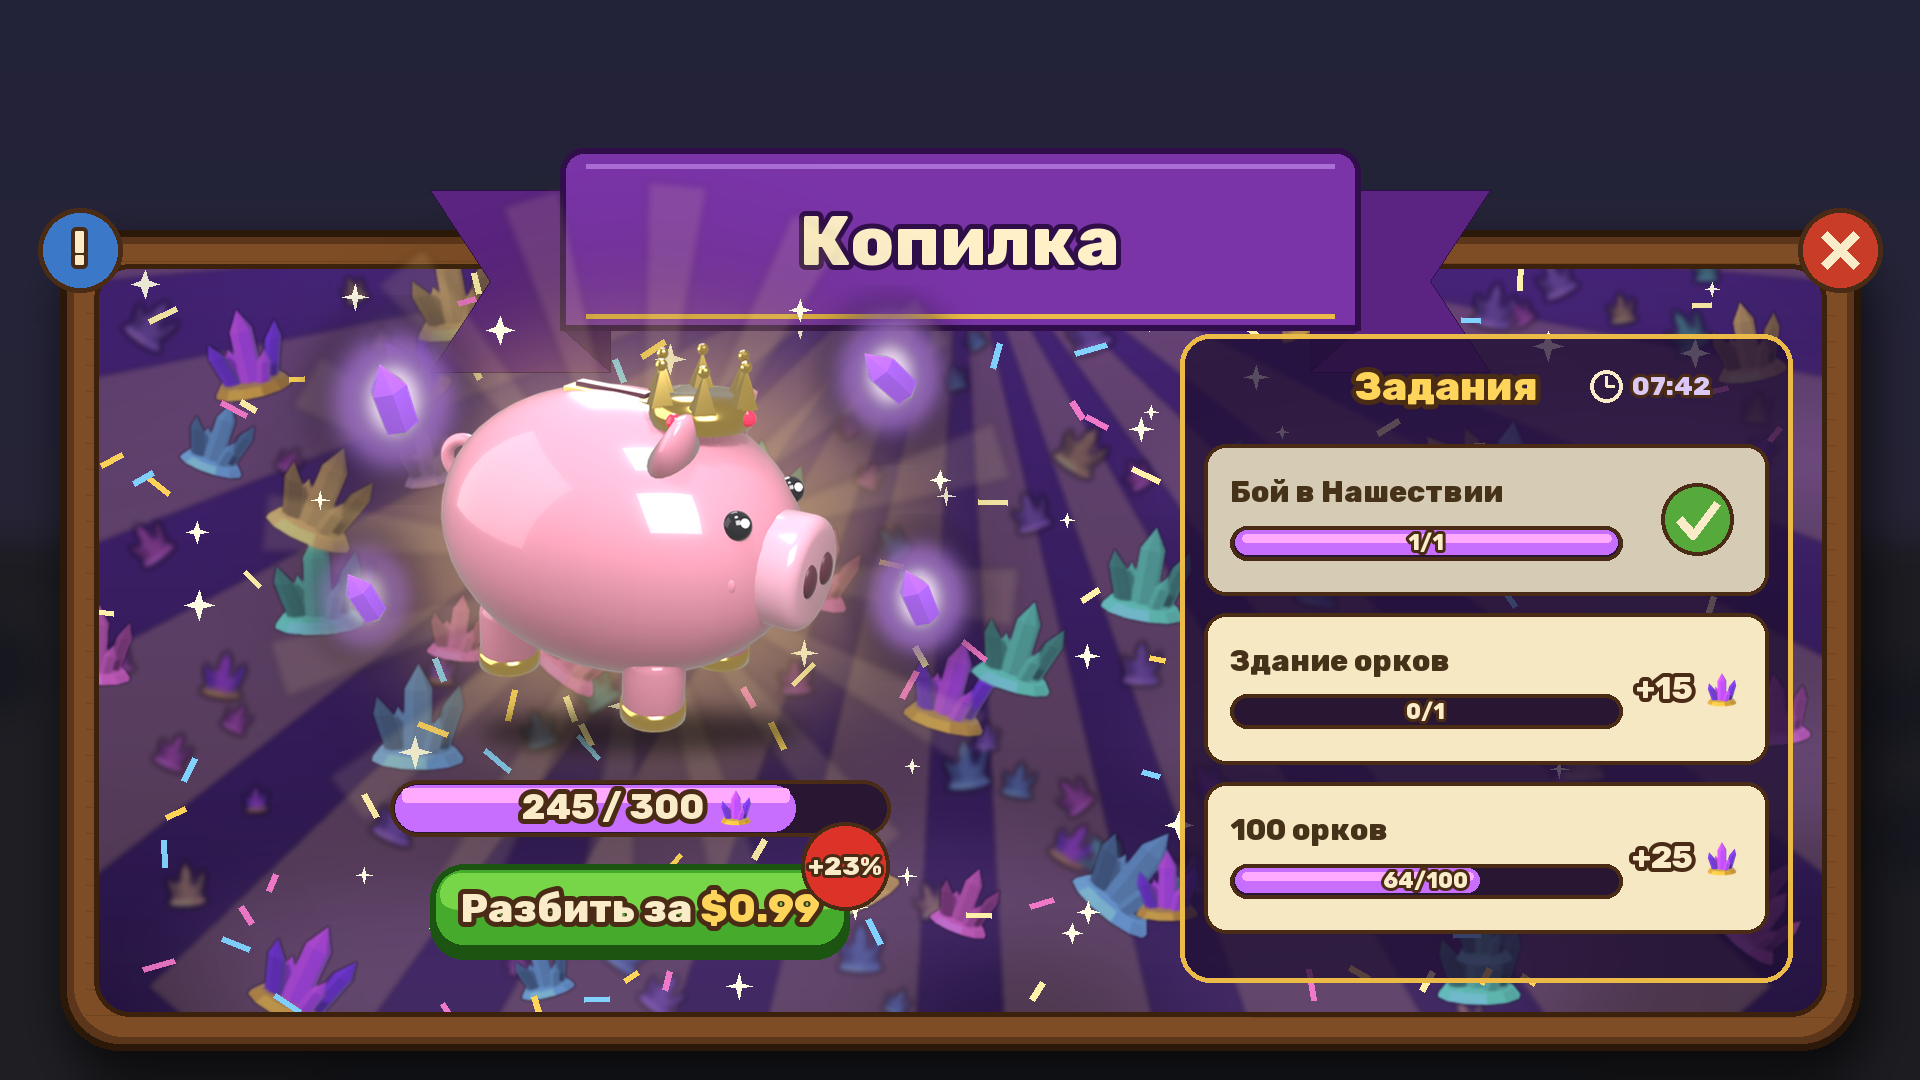 Копилка
!
Задания
07:42
Бой в Нашествии
1/1
Здание орков
0/1
+15
100 орков
64/100
+25
245 / 300
+23%
Разбить за $0.99